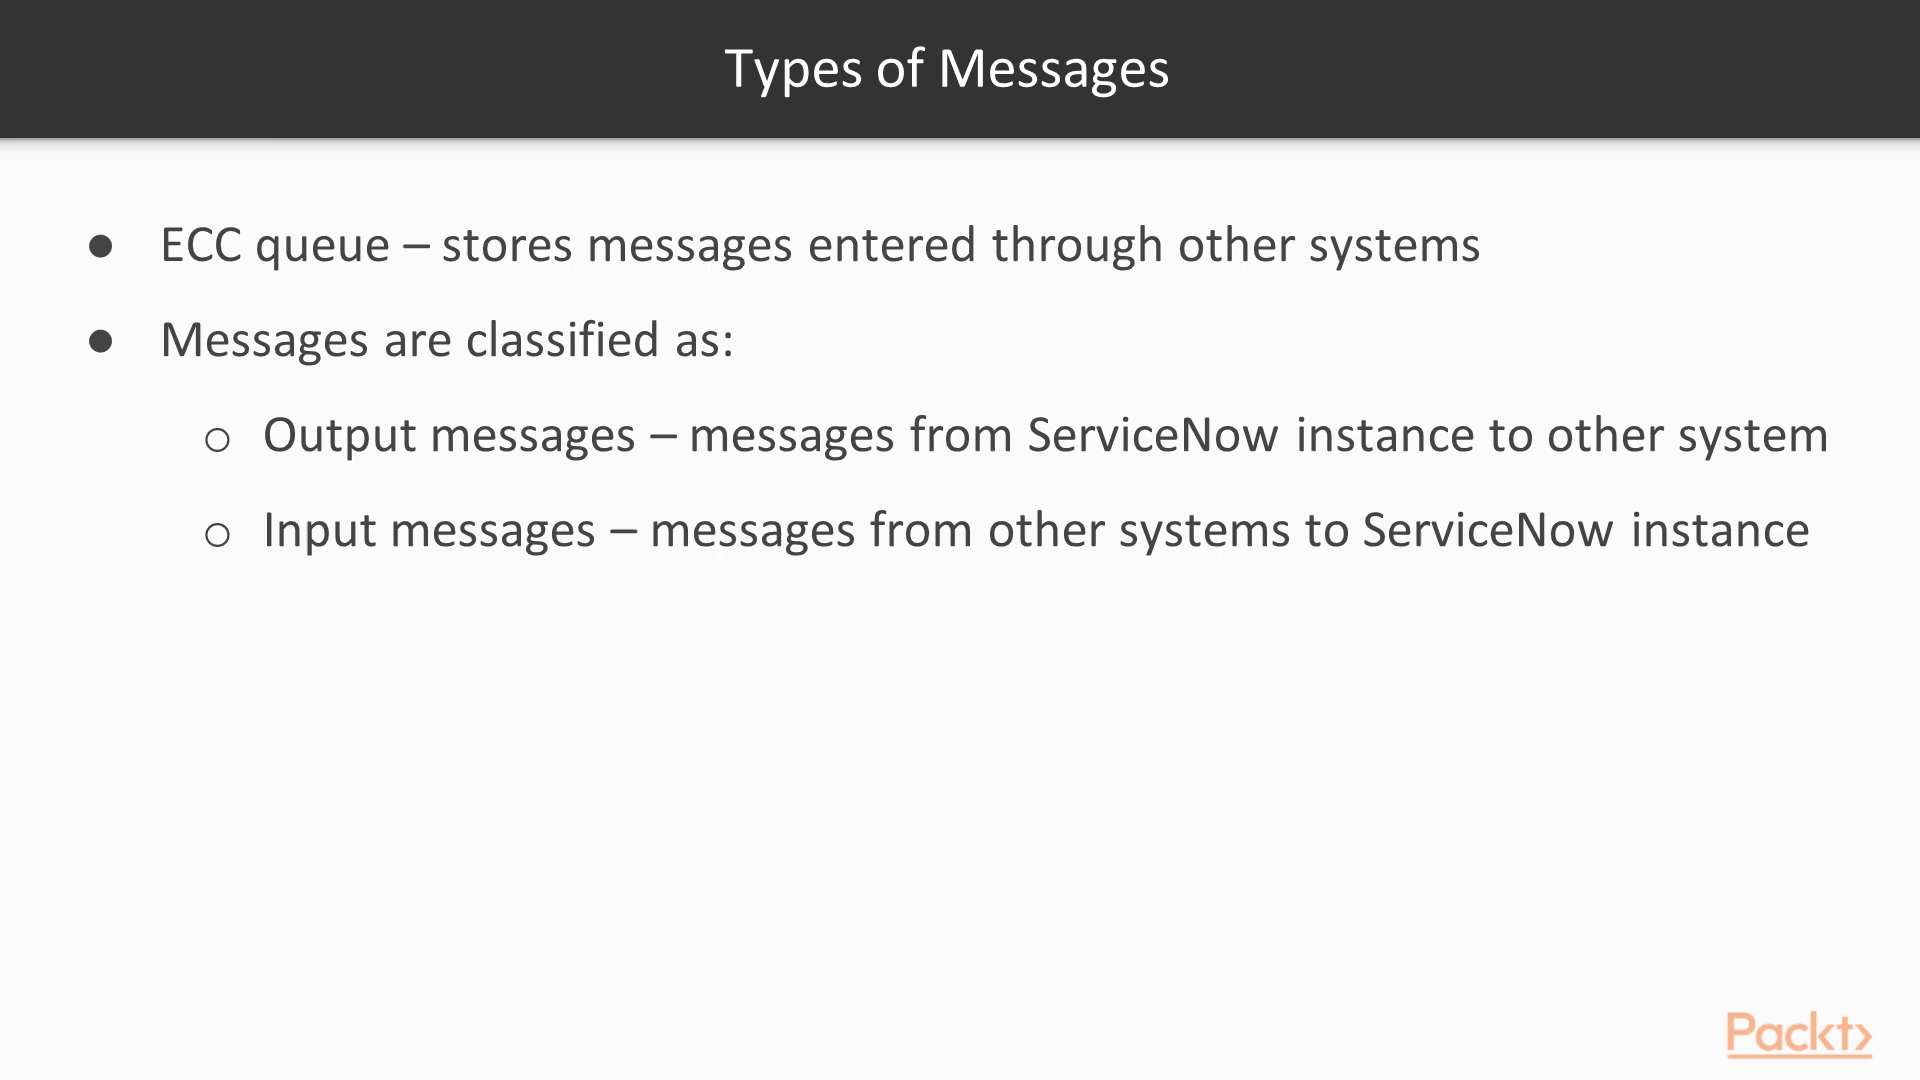 Types of Messages
● ECC queue – stores messages entered through other systems
● Messages are classified as:
○ Output messages – messages from ServiceNow instance to other system
○ Input messages – messages from other systems to ServiceNow instance
Packt>